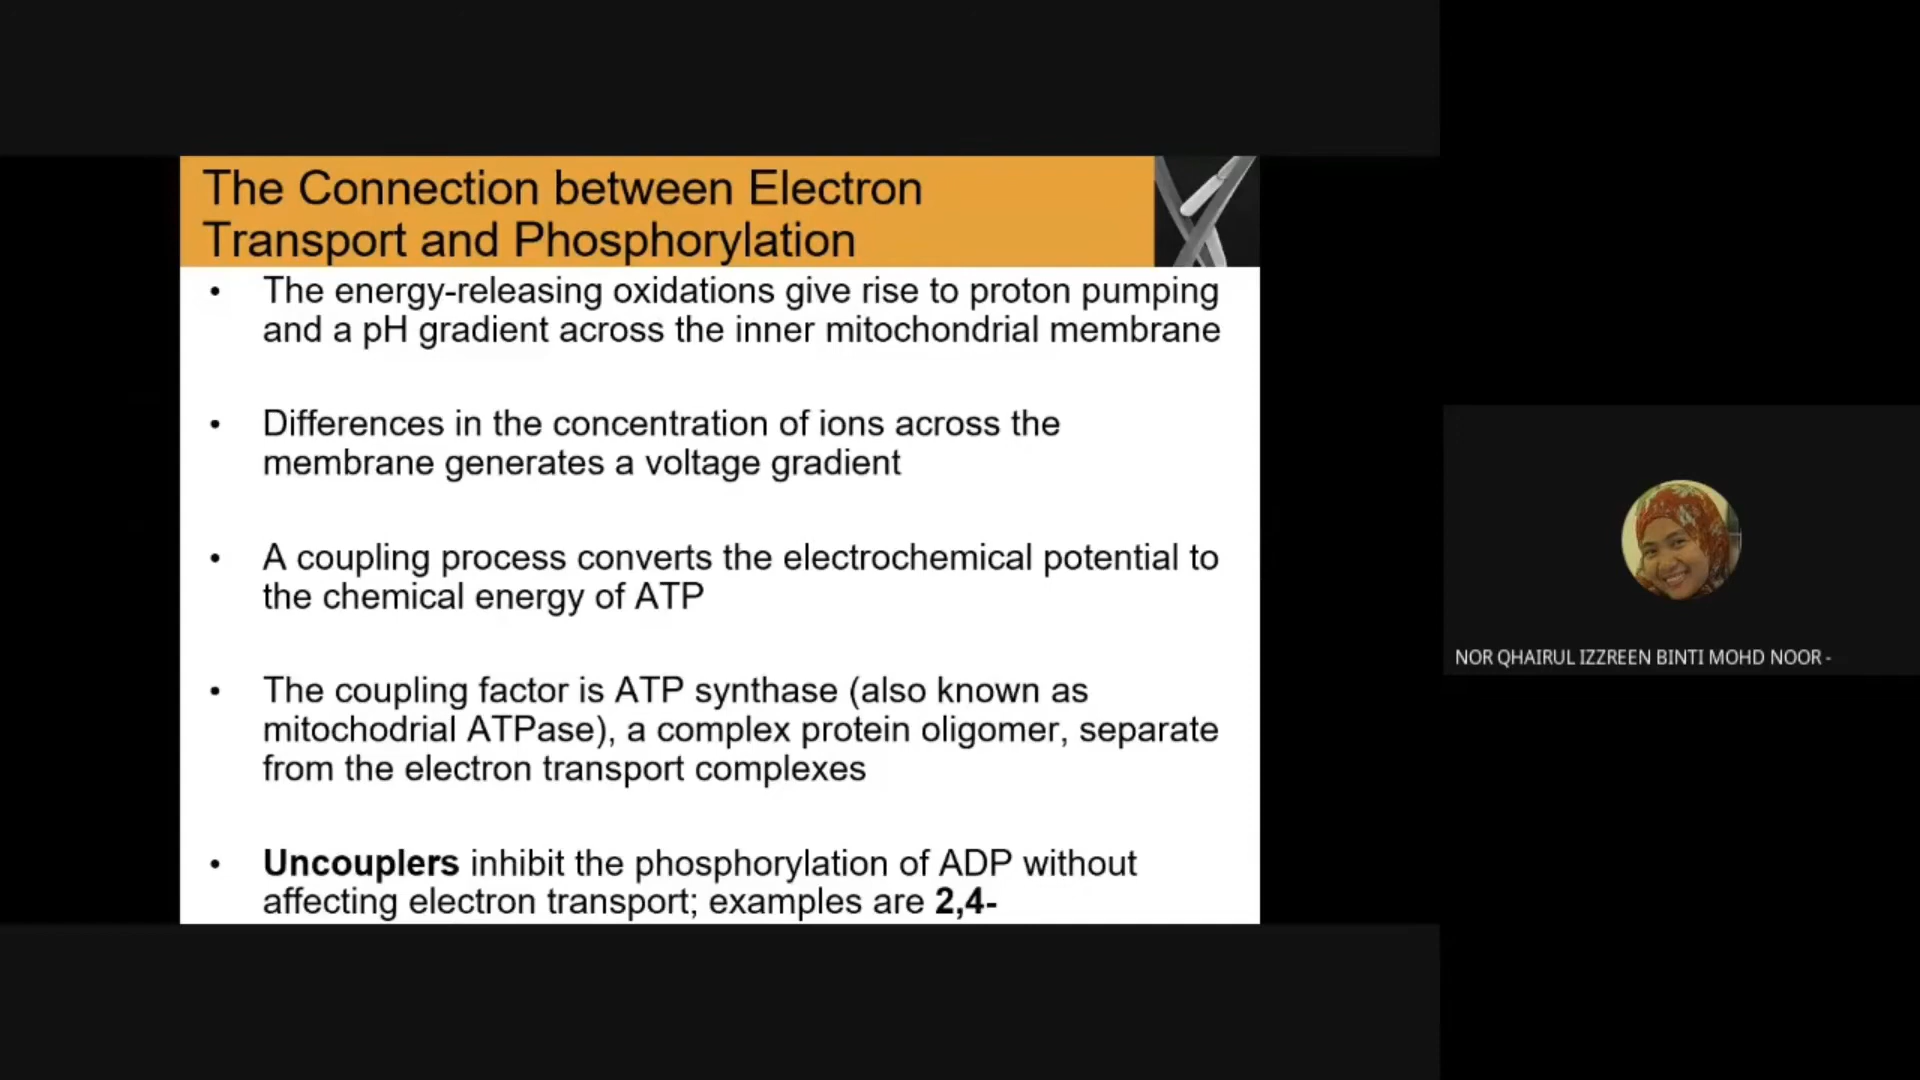 The Connection between Electron
Transport and Phosphorylation
• The energy-releasing oxidations give rise to proton pumping
and a pH gradient across the inner mitochondrial membrane
• Differences in the concentration of ions across the
membrane generates a voltage gradient
• A coupling process converts the electrochemical potential to
the chemical energy of ATP
• The coupling factor is ATP synthase (also known as
mitochodrial ATPase), a complex protein oligomer, separate
from the electron transport complexes
• Uncouplers inhibit the phosphorylation of ADP without
affecting electron transport; examples are 2,4-
NOR QHAIRUL IZZREEN BINTI MOHD NOOR -